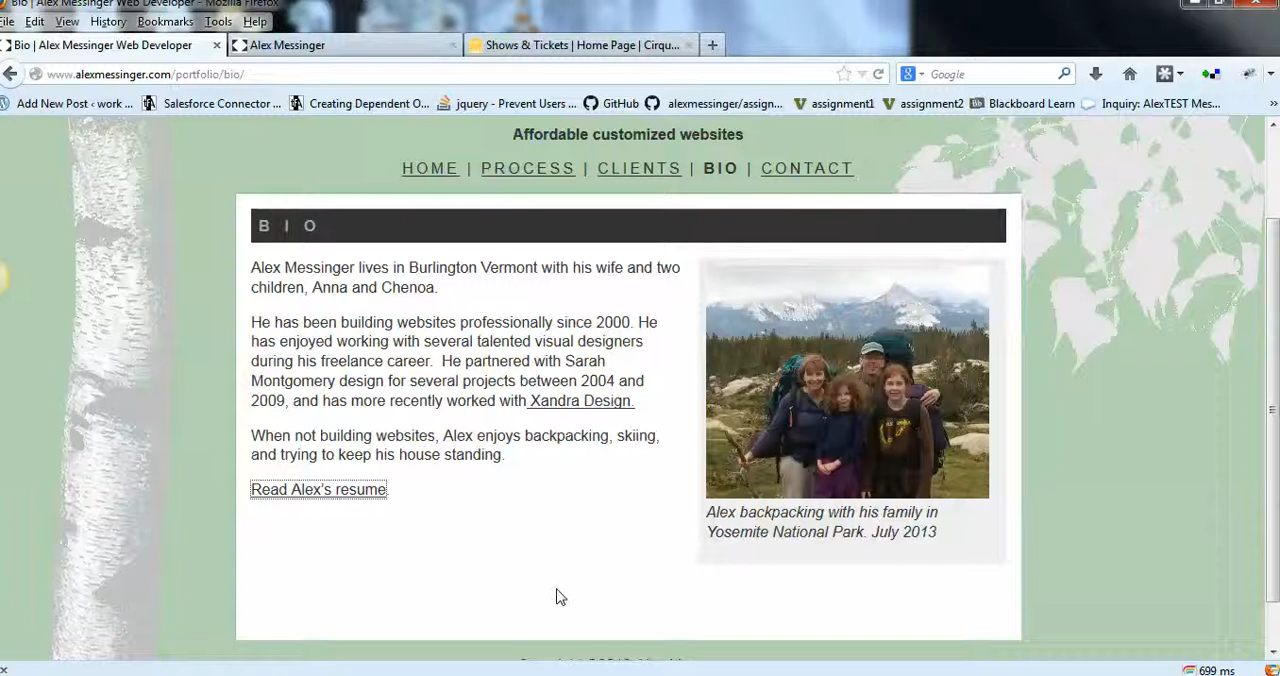 Bio | Alex Messinger Web Developer - Mozilla Firefox
File Edit View History Bookmarks Tools Help
Bio | Alex Messinger Web Developer × Alex Messinger × Shows & Tickets | Home Page | Cirqu... × +
www.alexmessinger.com/portfolio/bio/ Google
Add New Post ‹ work ... Salesforce Connector ... Creating Dependent O... jquery - Prevent Users ... GitHub alexmessinger/assign... assignment1 assignment2 Bb Blackboard Learn Inquiry: AlexTEST Mes... »
Affordable customized websites
HOME | PROCESS | CLIENTS | BIO | CONTACT
BIO
Alex Messinger lives in Burlington Vermont with his wife and two
children, Anna and Chenoa.
He has been building websites professionally since 2000. He
has enjoyed working with several talented visual designers
during his freelance career. He partnered with Sarah
Montgomery design for several projects between 2004 and
2009, and has more recently worked with Xandra Design.
When not building websites, Alex enjoys backpacking, skiing,
and trying to keep his house standing.
Read Alex's resume.
Alex backpacking with his family in
Yosemite National Park. July 2013
× 699 ms